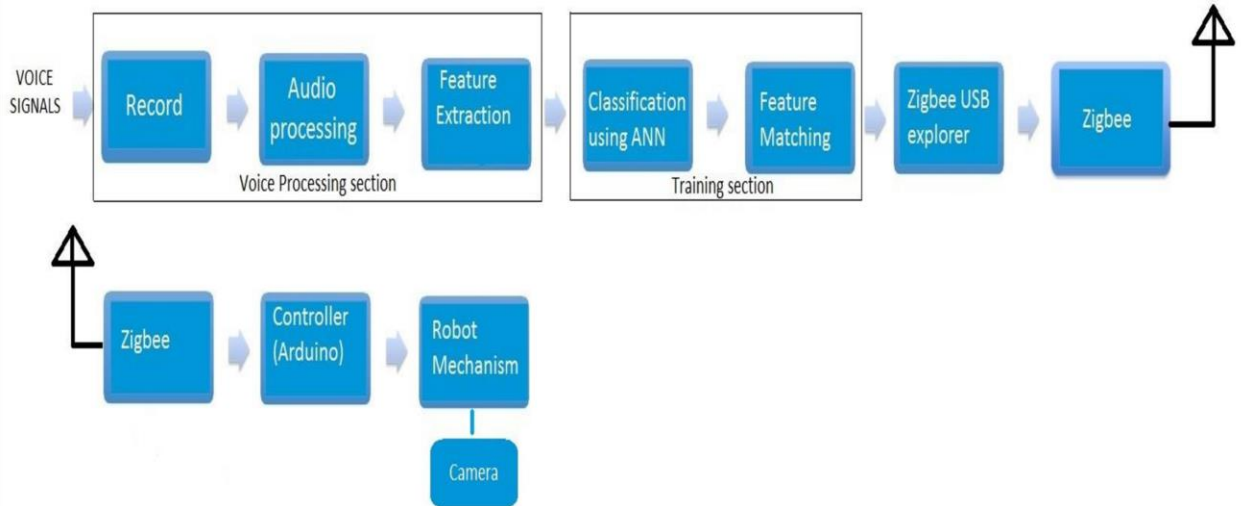 VOICE
SIGNALS
Record
Audio
processing
Feature
Extraction
Voice Processing section
Classification
using ANN
Feature
Matching
Training section
Zigbee USB
explorer
Zigbee
Zigbee
Controller
(Arduino)
Robot
Mechanism
Camera